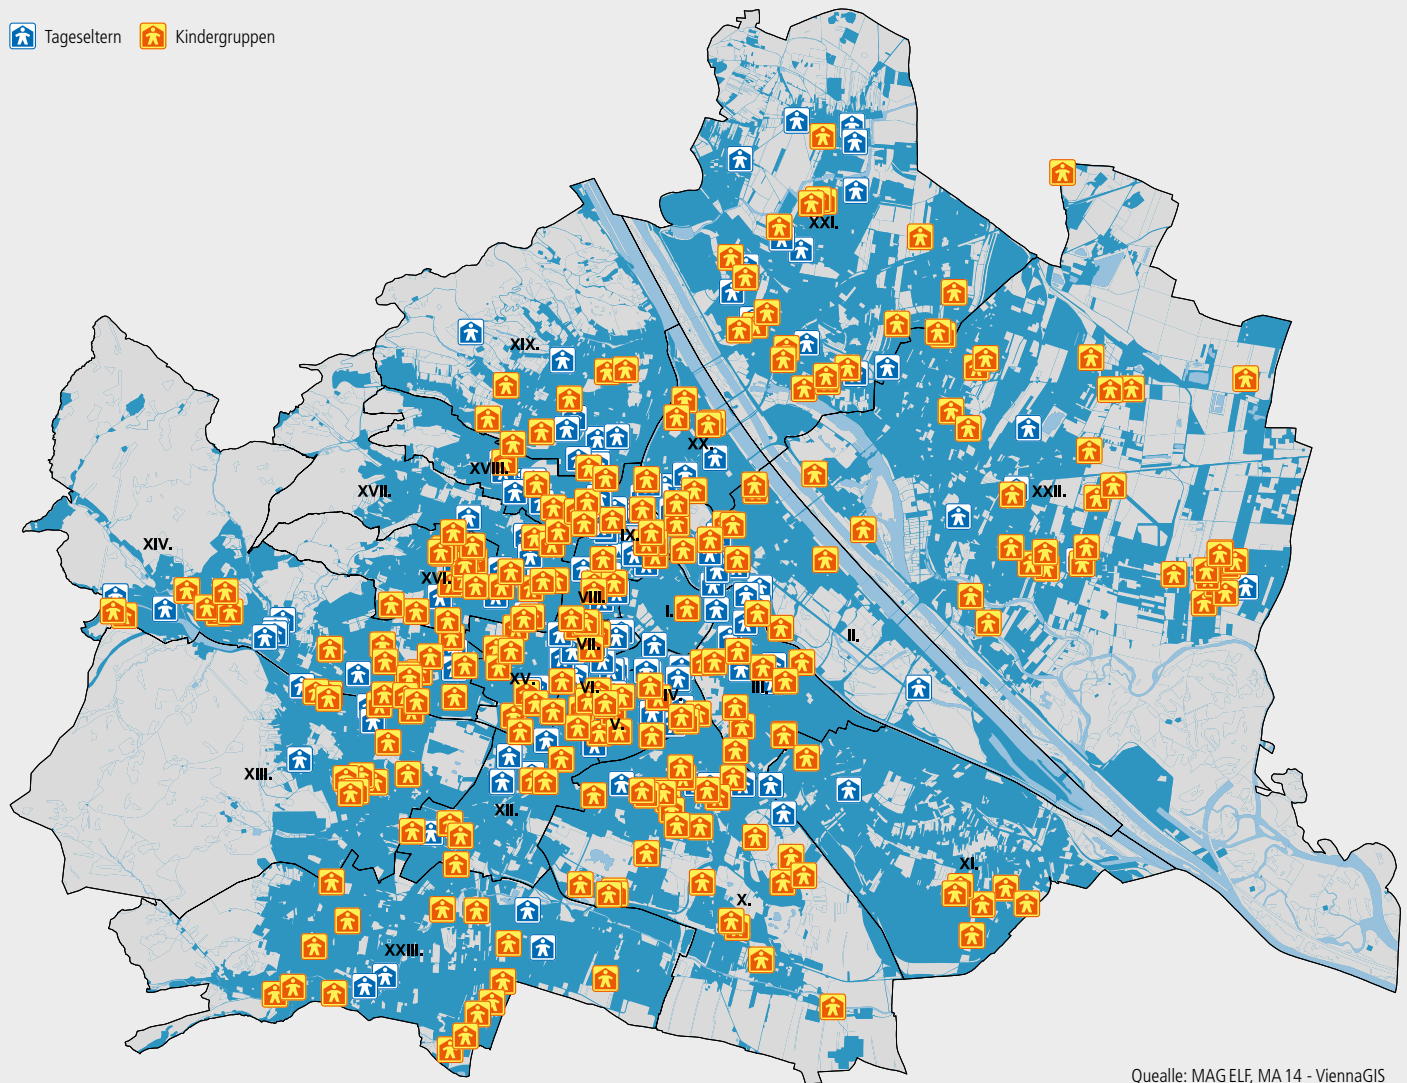 Tageseltern Kindergruppen
XXI.
XIX.
XX.
XVIII.
XVII.
XXII.
IX.
XIV.
XVI.
VIII.
I.
II.
VII.
XV.
VI.
IV.
III.
V.
XIII.
XII.
XI.
X.
XXIII.
Quealle: MAG ELF, MA 14 - ViennaGIS